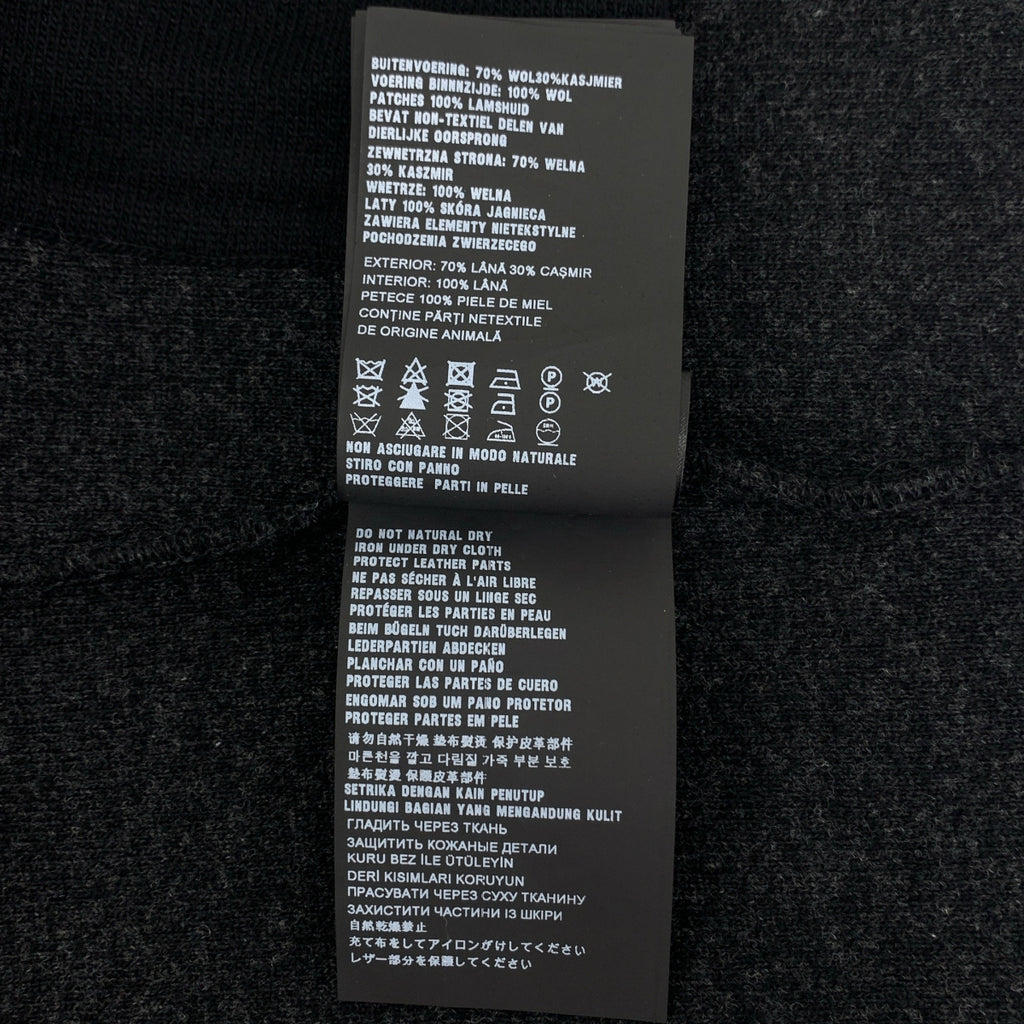 BUITENVOERING: 70% WOL30%KASJMIER
VOERING BINNNZIJDE: 100% WOL
PATCHES 100% LAMSHUID
BEVAT NON-TEXTIEL DELEN VAN
DIERLIJKE OORSPRONG
ZEWNETRZNA STRONA: 70% WELNA
30% KASZMIR
WNETRZE: 100% WELNA
LATY 100% SKÓRA JAGNIECA
ZAWIERA ELEMENTY NIETEKSTYLNE
POCHODZENIA ZWIERZECEGO
EXTERIOR: 70% LÂNĂ 30% CAȘMIR
INTERIOR: 100% LÂNĂ
PETECE 100% PIELE DE MIEL
CONȚINE PĂRȚI NETEXTILE
DE ORIGINE ANIMALĂ
P
P
NON ASCIUGARE IN MODO NATURALE
STIRO CON PANNO
PROTEGGERE PARTI IN PELLE
DO NOT NATURAL DRY
IRON UNDER DRY CLOTH
PROTECT LEATHER PARTS
NE PAS SÉCHER À L'AIR LIBRE
REPASSER SOUS UN LINGE SEC
PROTÉGER LES PARTIES EN PEAU
BEIM BÜGELN TUCH DARÜBERLEGEN
LEDERPARTIEN ABDECKEN
PLANCHAR CON UN PAÑO
PROTEGER LAS PARTES DE CUERO
ENGOMAR SOB UM PANO PROTETOR
PROTEGER PARTES EM PELE
请勿自然干燥 垫布熨烫 保护皮革部件
마른천을 깔고 다림질 가죽 부분 보호
墊布熨燙 保護皮革部件
SETRIKA DENGAN KAIN PENUTUP
LINDUNGI BAGIAN YANG MENGANDUNG KULIT
ГЛАДИТЬ ЧЕРЕЗ ТКАНЬ
ЗАЩИТИТЬ КОЖАНЫЕ ДЕТАЛИ
KURU BEZ İLE ÜTÜLEYİN
DERİ KISIMLARI KORUYUN
ПРАСУВАТИ ЧЕРЕЗ СУХУ ТКАНИНУ
ЗАХИСТИТИ ЧАСТИНИ ІЗ ШКІРИ
自然乾燥禁止
充て布をしてアイロンがけしてください
レザー部分を保護してください